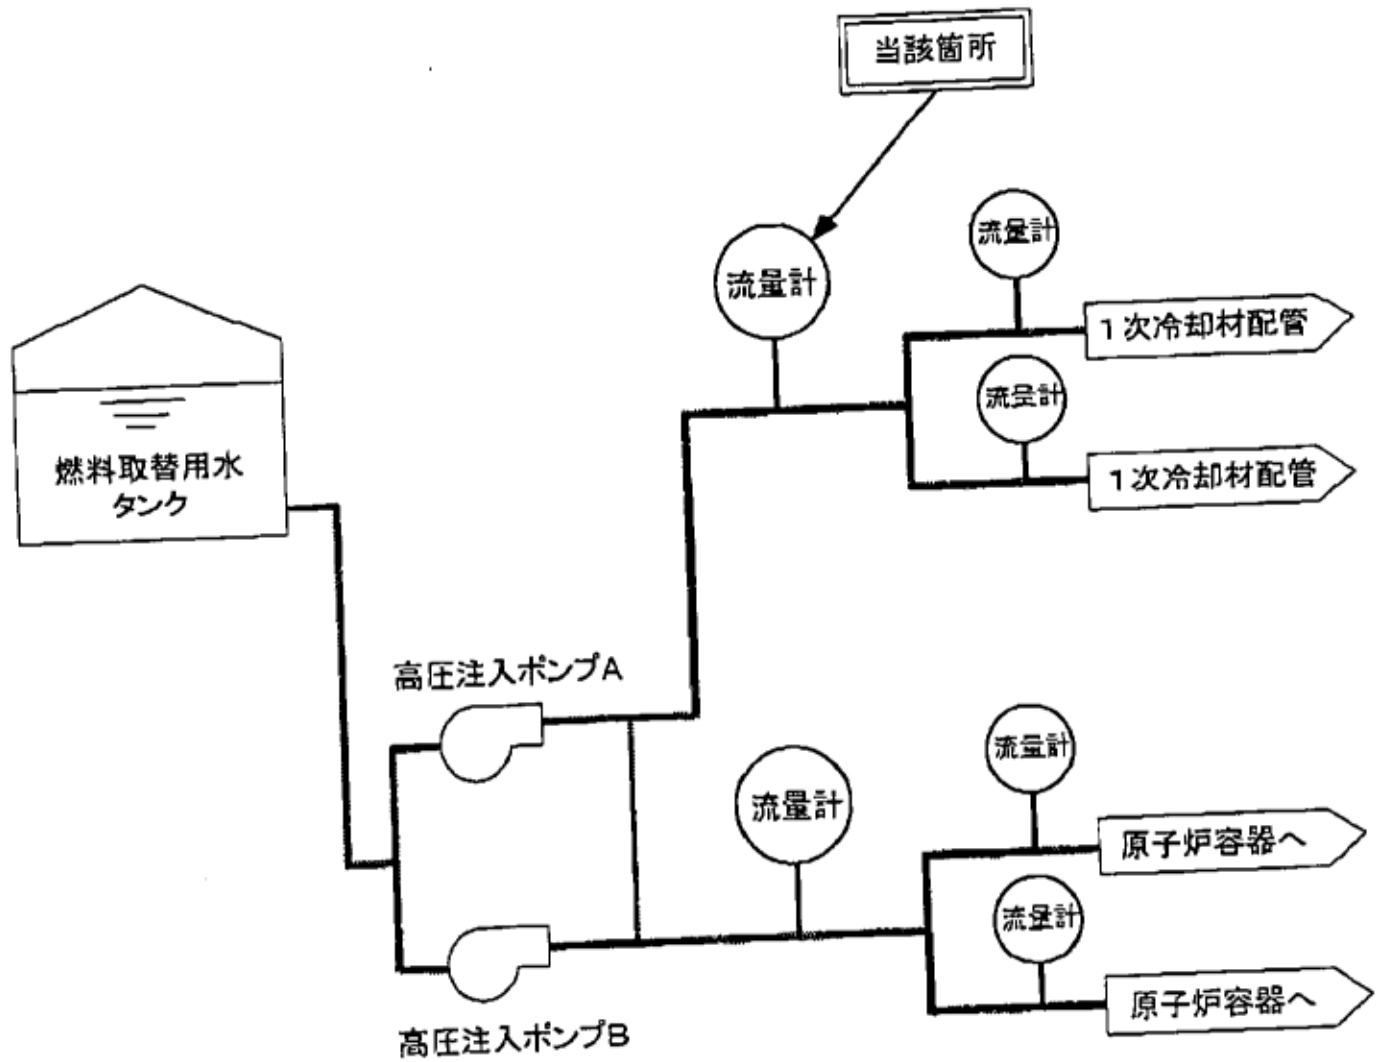 当該箇所
流量計
流量計
1次冷却材配管
流量計
1次冷却材配管
燃料取替用水
タンク
高圧注入ポンプA
流量計
流量計
原子炉容器へ
流量計
原子炉容器へ
高圧注入ポンプB